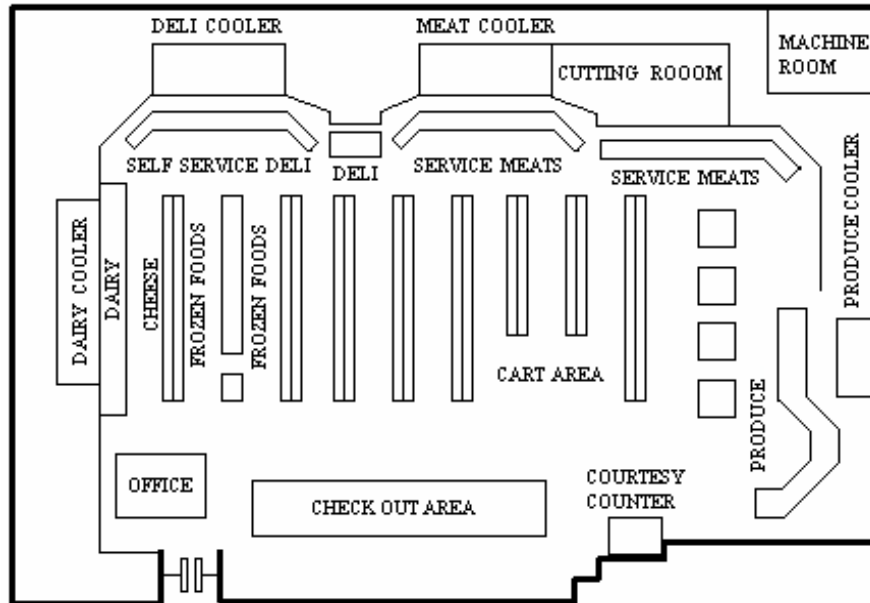 DELI COOLER
MEAT COOLER
MACHINE
ROOM
CUTTING ROOOM
SELF SERVICE DELI
DELI
SERVICE MEATS
SERVICE MEATS
DAIRY COOLER
DAIRY
CHEESE
FROZEN FOODS
FROZEN FOODS
PRODUCE COOLER
CART AREA
PRODUCE
OFFICE
CHECK OUT AREA
COURTESY
COUNTER